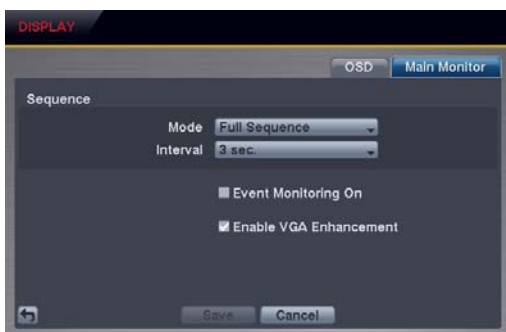 DISPLAY
OSD Main Monitor
Sequence
Mode Full Sequence
Interval 3 sec.
Event Monitoring On
Enable VGA Enhancement
Save Cancel